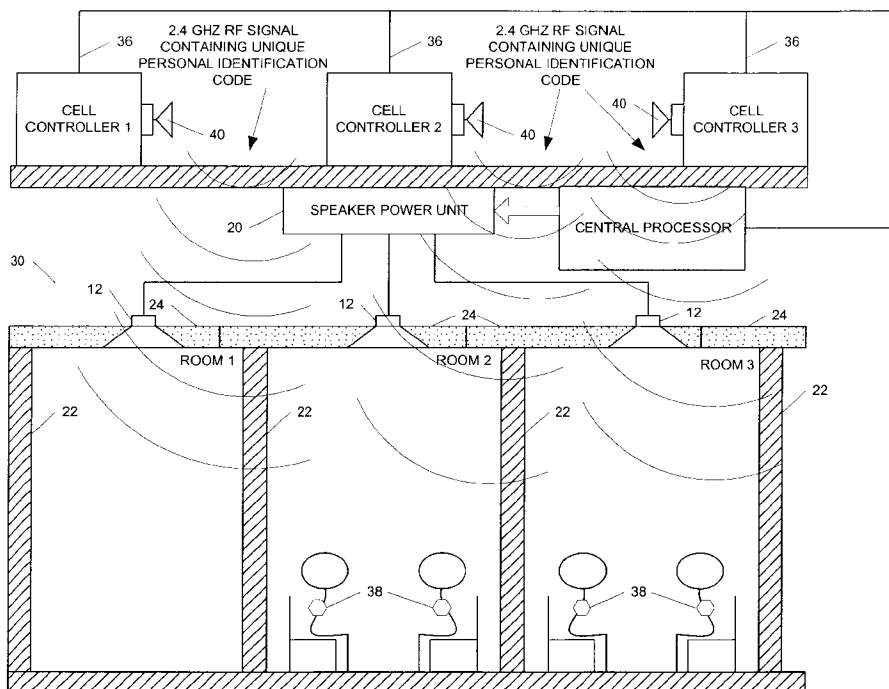 36
2.4 GHZ RF SIGNAL
CONTAINING UNIQUE
PERSONAL IDENTIFICATION
CODE
36
2.4 GHZ RF SIGNAL
CONTAINING UNIQUE
PERSONAL IDENTIFICATION
CODE
36
CELL
CONTROLLER 1
40
CELL
CONTROLLER 2
40
40
CELL
CONTROLLER 3
20
SPEAKER POWER UNIT
CENTRAL PROCESSOR
30
12
24
12
24
12
24
ROOM 1
ROOM 2
ROOM 3
22
22
22
22
38
38